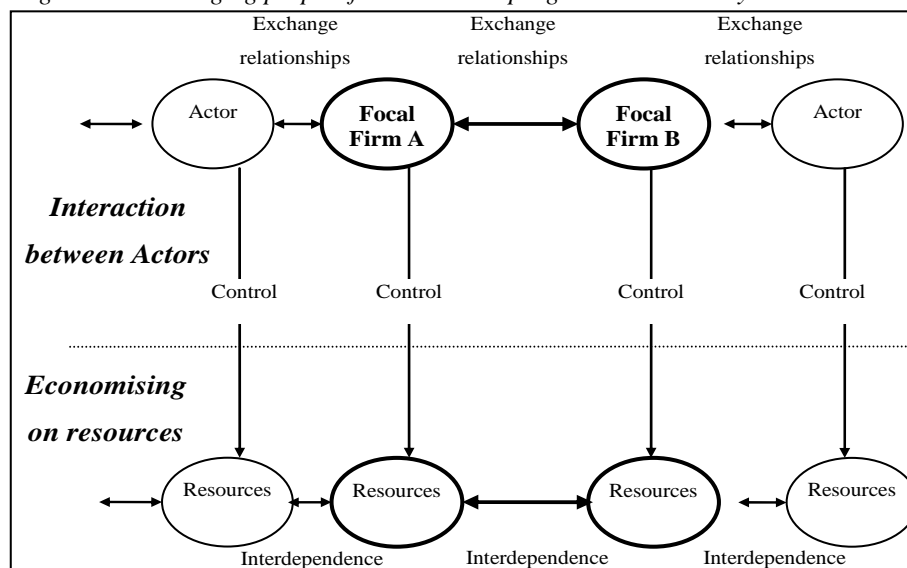 Exchange Exchange Exchange
relationships relationships relationships
Actor Focal Focal Actor
Firm A Firm B
Interaction
between Actors
Control Control Control Control
Economising
on resources
Resources Resources Resources Resources
Interdependence Interdependence Interdependence